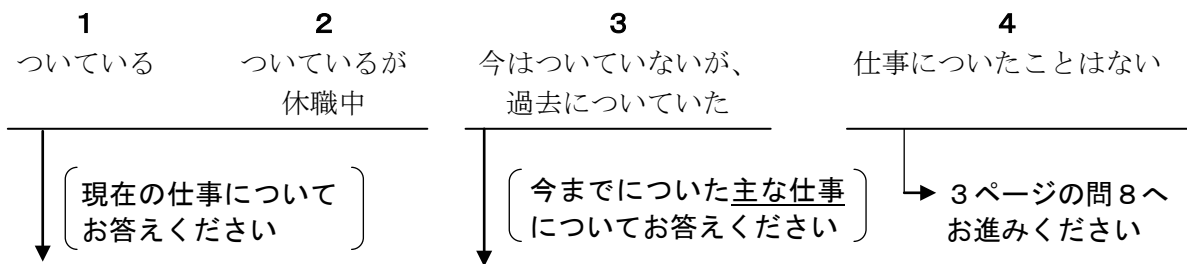 1 2 3 4
ついている ついているが 今はついていないが、 仕事についたことはない
休職中 過去についていた
現在の仕事について 今までについた主な仕事 3ページの問8へ
お答えください についてお答えください お進みください